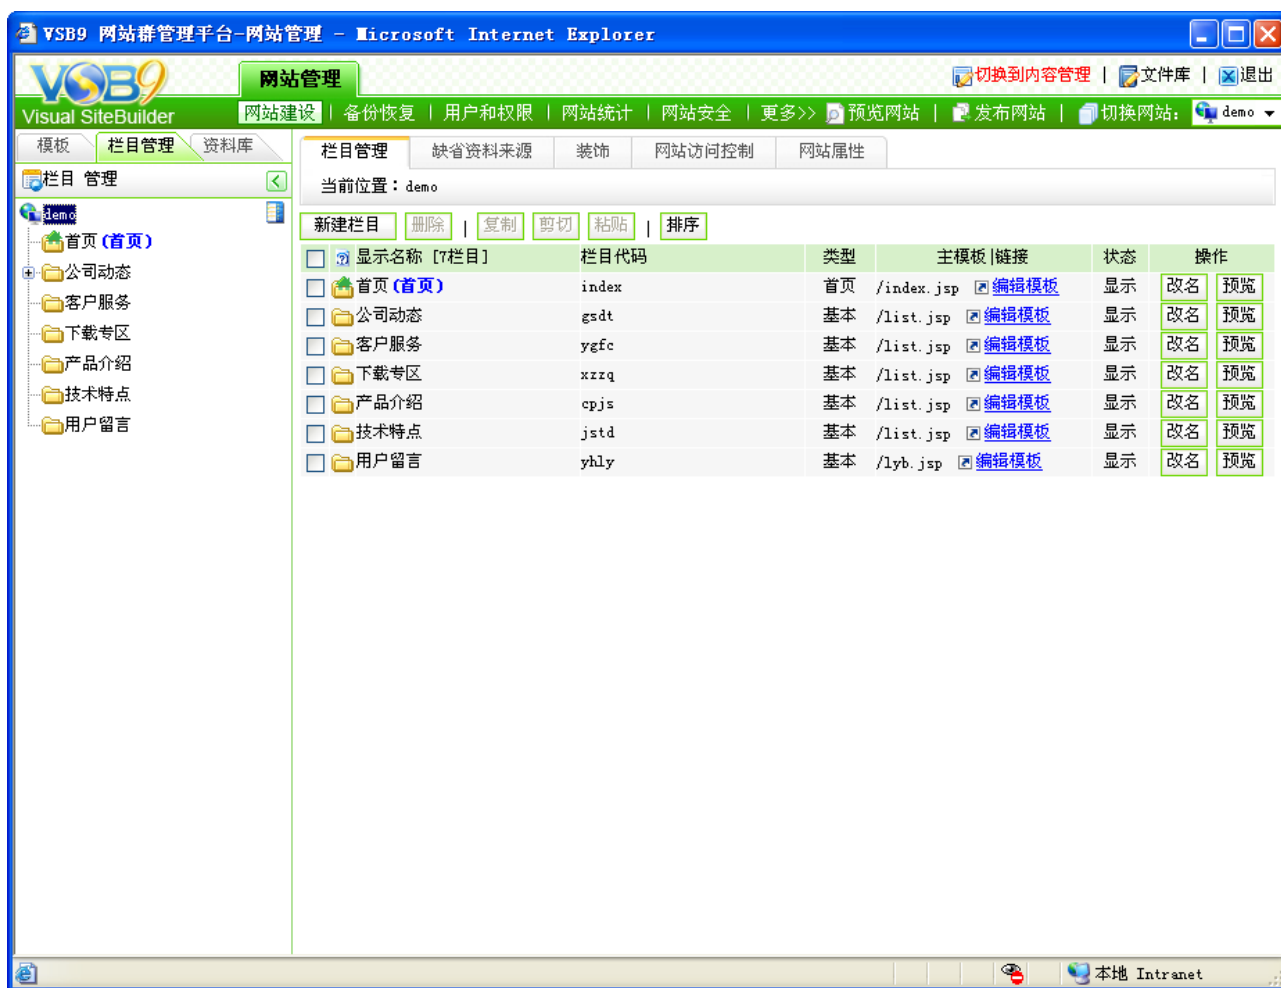 VSB9 网站群管理平台-网站管理 - Microsoft Internet Explorer
VSB9
Visual SiteBuilder
网站管理
切换到内容管理 | 文件库 | 退出
网站建设 | 备份恢复 | 用户和权限 | 网站统计 | 网站安全 | 更多>> 预览网站 | 发布网站 | 切换网站: demo
模板 栏目管理 资料库
栏目 管理
demo
首页 (首页)
公司动态
客户服务
下载专区
产品介绍
技术特点
用户留言
栏目管理 缺省资料来源 装饰 网站访问控制 网站属性
当前位置：demo
新建栏目 删除 | 复制 剪切 粘贴 | 排序
显示名称 [7栏目] 栏目代码 类型 主模板|链接 状态 操作
首页 (首页) index 首页 /index.jsp 编辑模板 显示 改名 预览
公司动态 gsdt 基本 /list.jsp 编辑模板 显示 改名 预览
客户服务 ygfc 基本 /list.jsp 编辑模板 显示 改名 预览
下载专区 xzzq 基本 /list.jsp 编辑模板 显示 改名 预览
产品介绍 cpjs 基本 /list.jsp 编辑模板 显示 改名 预览
技术特点 jstd 基本 /list.jsp 编辑模板 显示 改名 预览
用户留言 yhly 基本 /lyb.jsp 编辑模板 显示 改名 预览
本地 Intranet